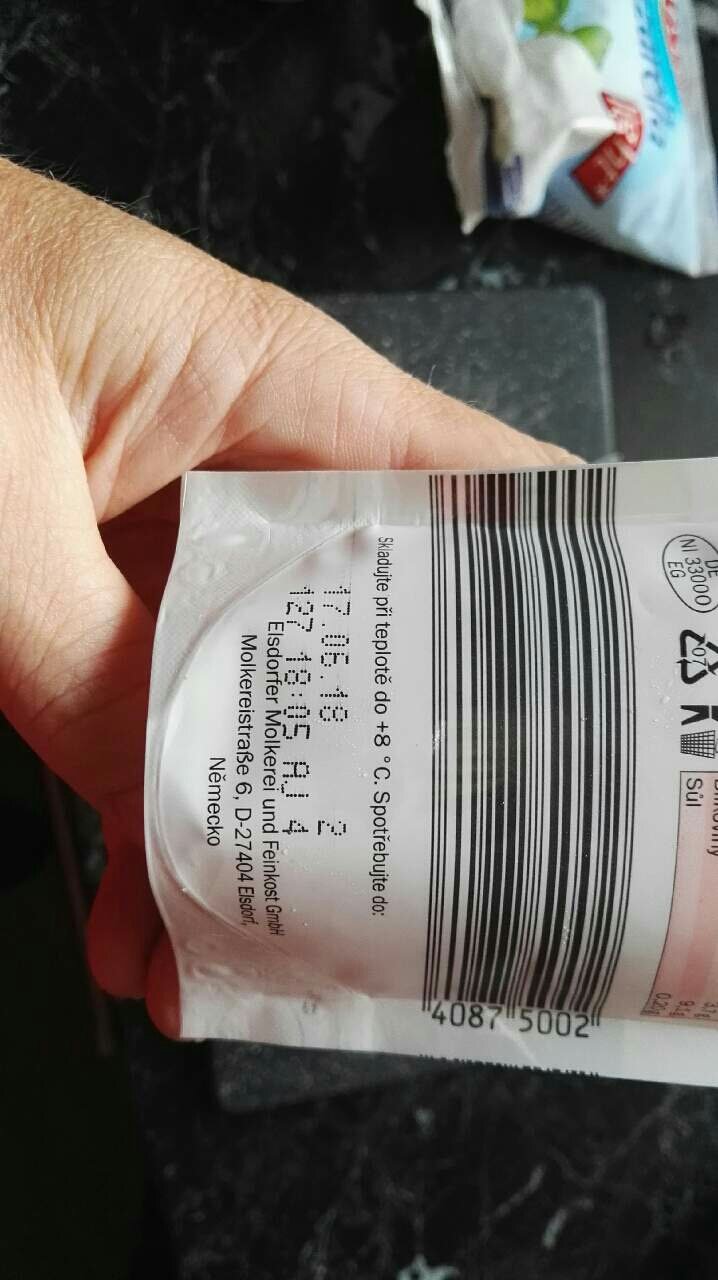 DE
NI 33000
EG
07
Sůl
4087 5002
Skladujte při teplotě do +8 °C. Spotřebujte do:
17.06.18 2
127 18:05 AJ 4
Elsdorfer Molkerei und Feinkost GmbH
Molkereistraße 6, D-27404 Elsdorf,
Německo